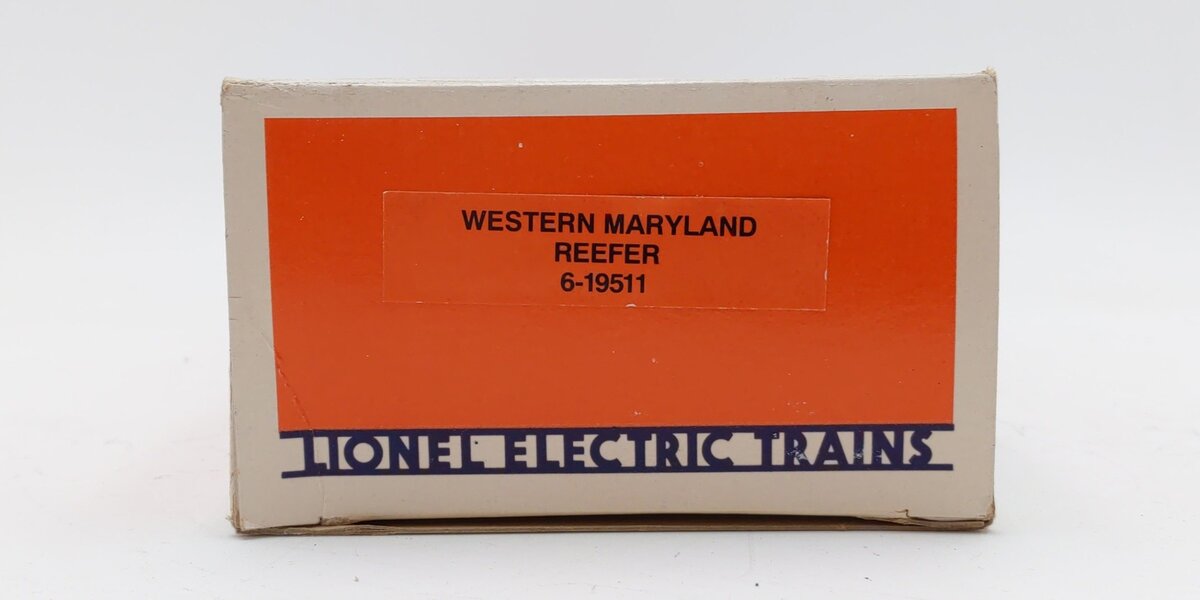 WESTERN MARYLAND
REEFER
6-19511
LIONEL ELECTRIC TRAINS